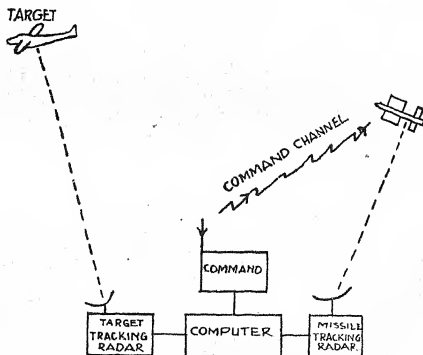 TARGET
COMMAND CHANNEL
COMMAND
TARGET
TRACKING
RADAR
COMPUTER
MISSILE
TRACKING
RADAR.